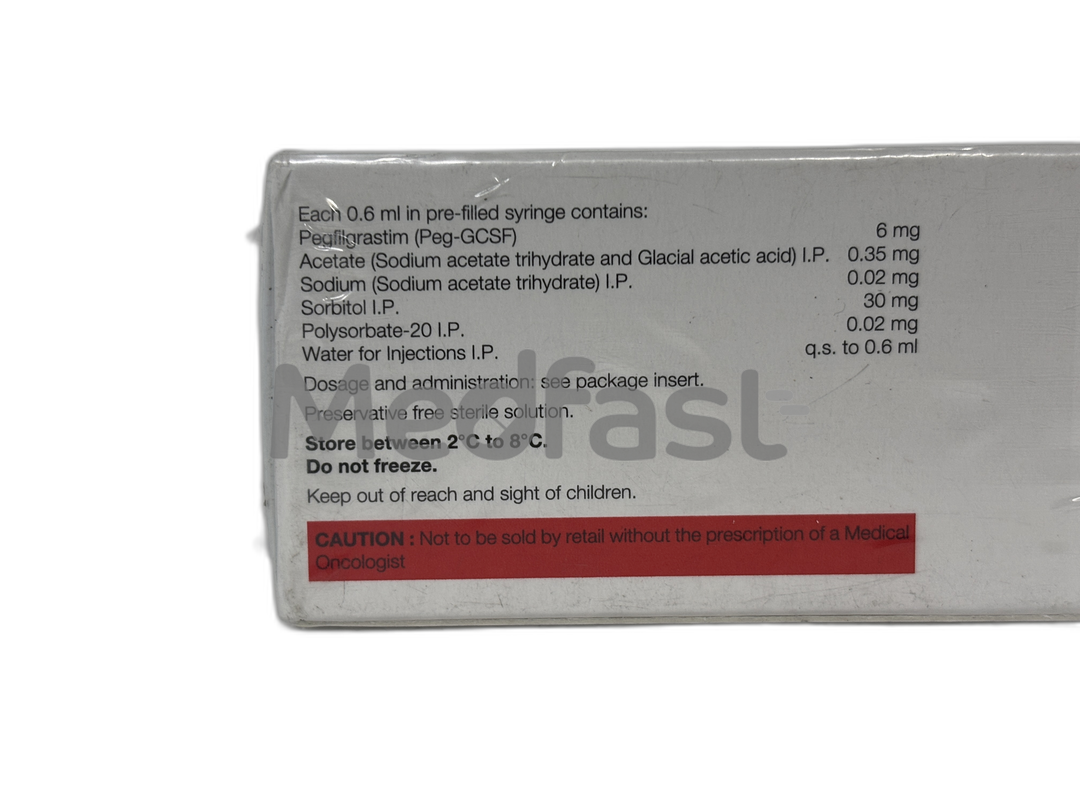 Each 0.6 ml in pre-filled syringe contains:
Pegfilgrastim (Peg-GCSF) 6 mg
Acetate (Sodium acetate trihydrate and Glacial acetic acid) I.P. 0.35 mg
Sodium (Sodium acetate trihydrate) I.P. 0.02 mg
Sorbitol I.P. 30 mg
Polysorbate-20 I.P. 0.02 mg
Water for Injections I.P. q.s. to 0.6 ml
Dosage and administration: see package insert.
Preservative free sterile solution.
Medfast
Store between 2°C to 8°C.
Do not freeze.
Keep out of reach and sight of children.
CAUTION : Not to be sold by retail without the prescription of a Medical
Oncologist